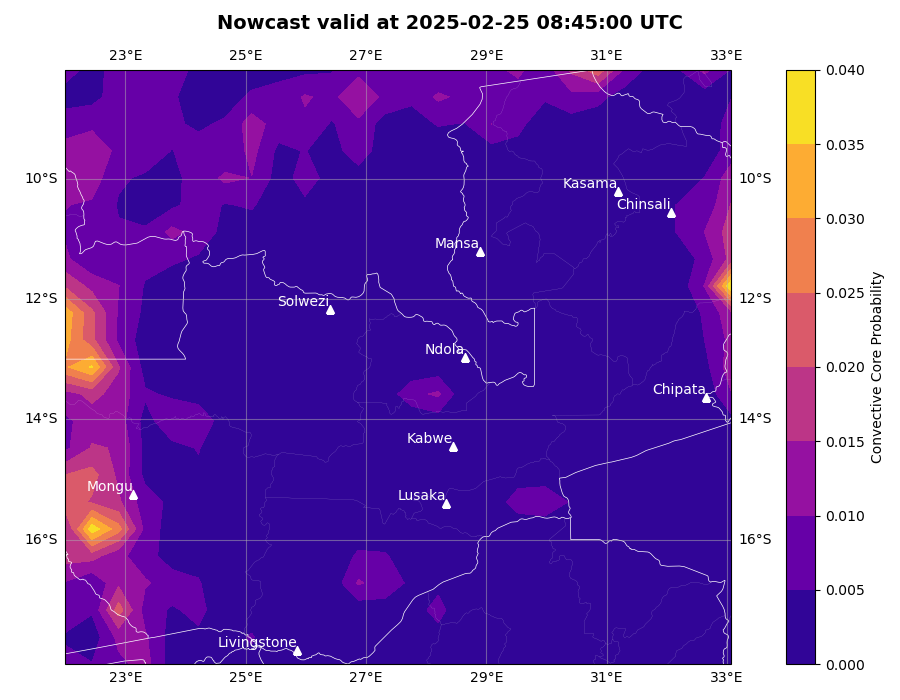 Nowcast valid at 2025-02-25 08:45:00 UTC
23°E 25°E 27°E 29°E 31°E 33°E
0.040
0.035
10°S 10°S
Kasama
Chinsali
0.030
Mansa
0.025
12°S 12°S
Solwezi
Ndola
0.020
Chipata
Convective Core Probability
14°S 14°S
0.015
Kabwe
Mongu
Lusaka
0.010
16°S 16°S
0.005
Livingstone
0.000
23°E 25°E 27°E 29°E 31°E 33°E